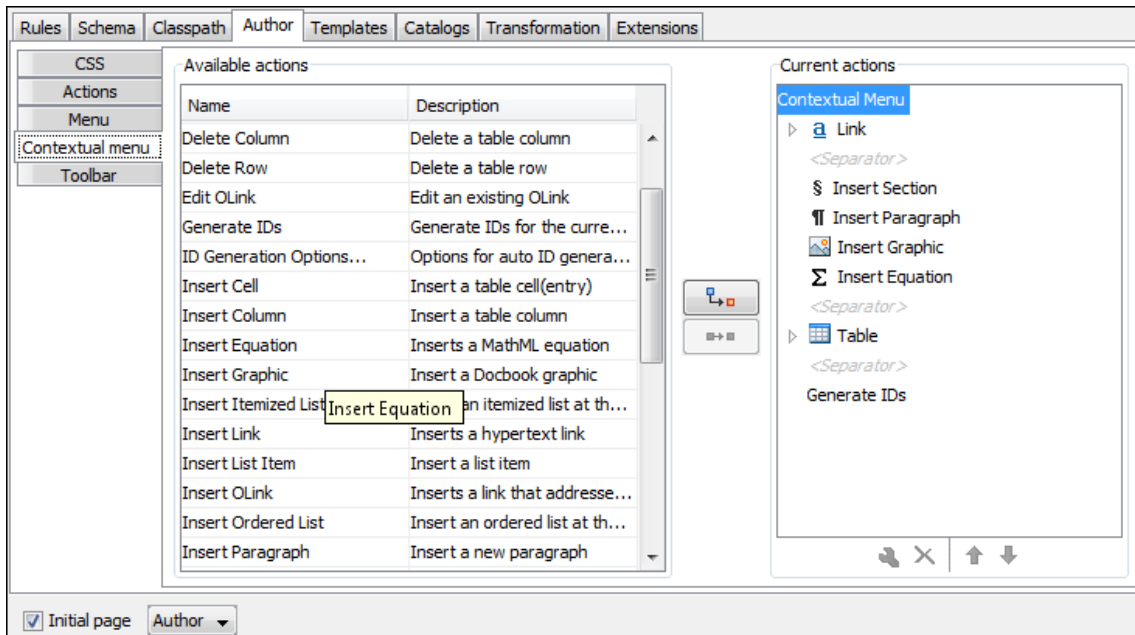 Rules Schema Classpath Author Templates Catalogs Transformation Extensions
CSS
Actions
Menu
Contextual menu
Toolbar
Available actions
Name Description
Delete Column Delete a table column
Delete Row Delete a table row
Edit OLink Edit an existing OLink
Generate IDs Generate IDs for the curre...
ID Generation Options... Options for auto ID genera...
Insert Cell Insert a table cell(entry)
Insert Column Insert a table column
Insert Equation Inserts a MathML equation
Insert Graphic Insert a Docbook graphic
Insert Itemized List an itemized list at th...
Insert Equation
Insert Link Inserts a hypertext link
Insert List Item Insert a list item
Insert OLink Inserts a link that addresse...
Insert Ordered List Insert an ordered list at th...
Insert Paragraph Insert a new paragraph
Current actions
Contextual Menu
a Link
<Separator>
§ Insert Section
¶ Insert Paragraph
Insert Graphic
Σ Insert Equation
<Separator>
Table
<Separator>
Generate IDs
Initial page Author